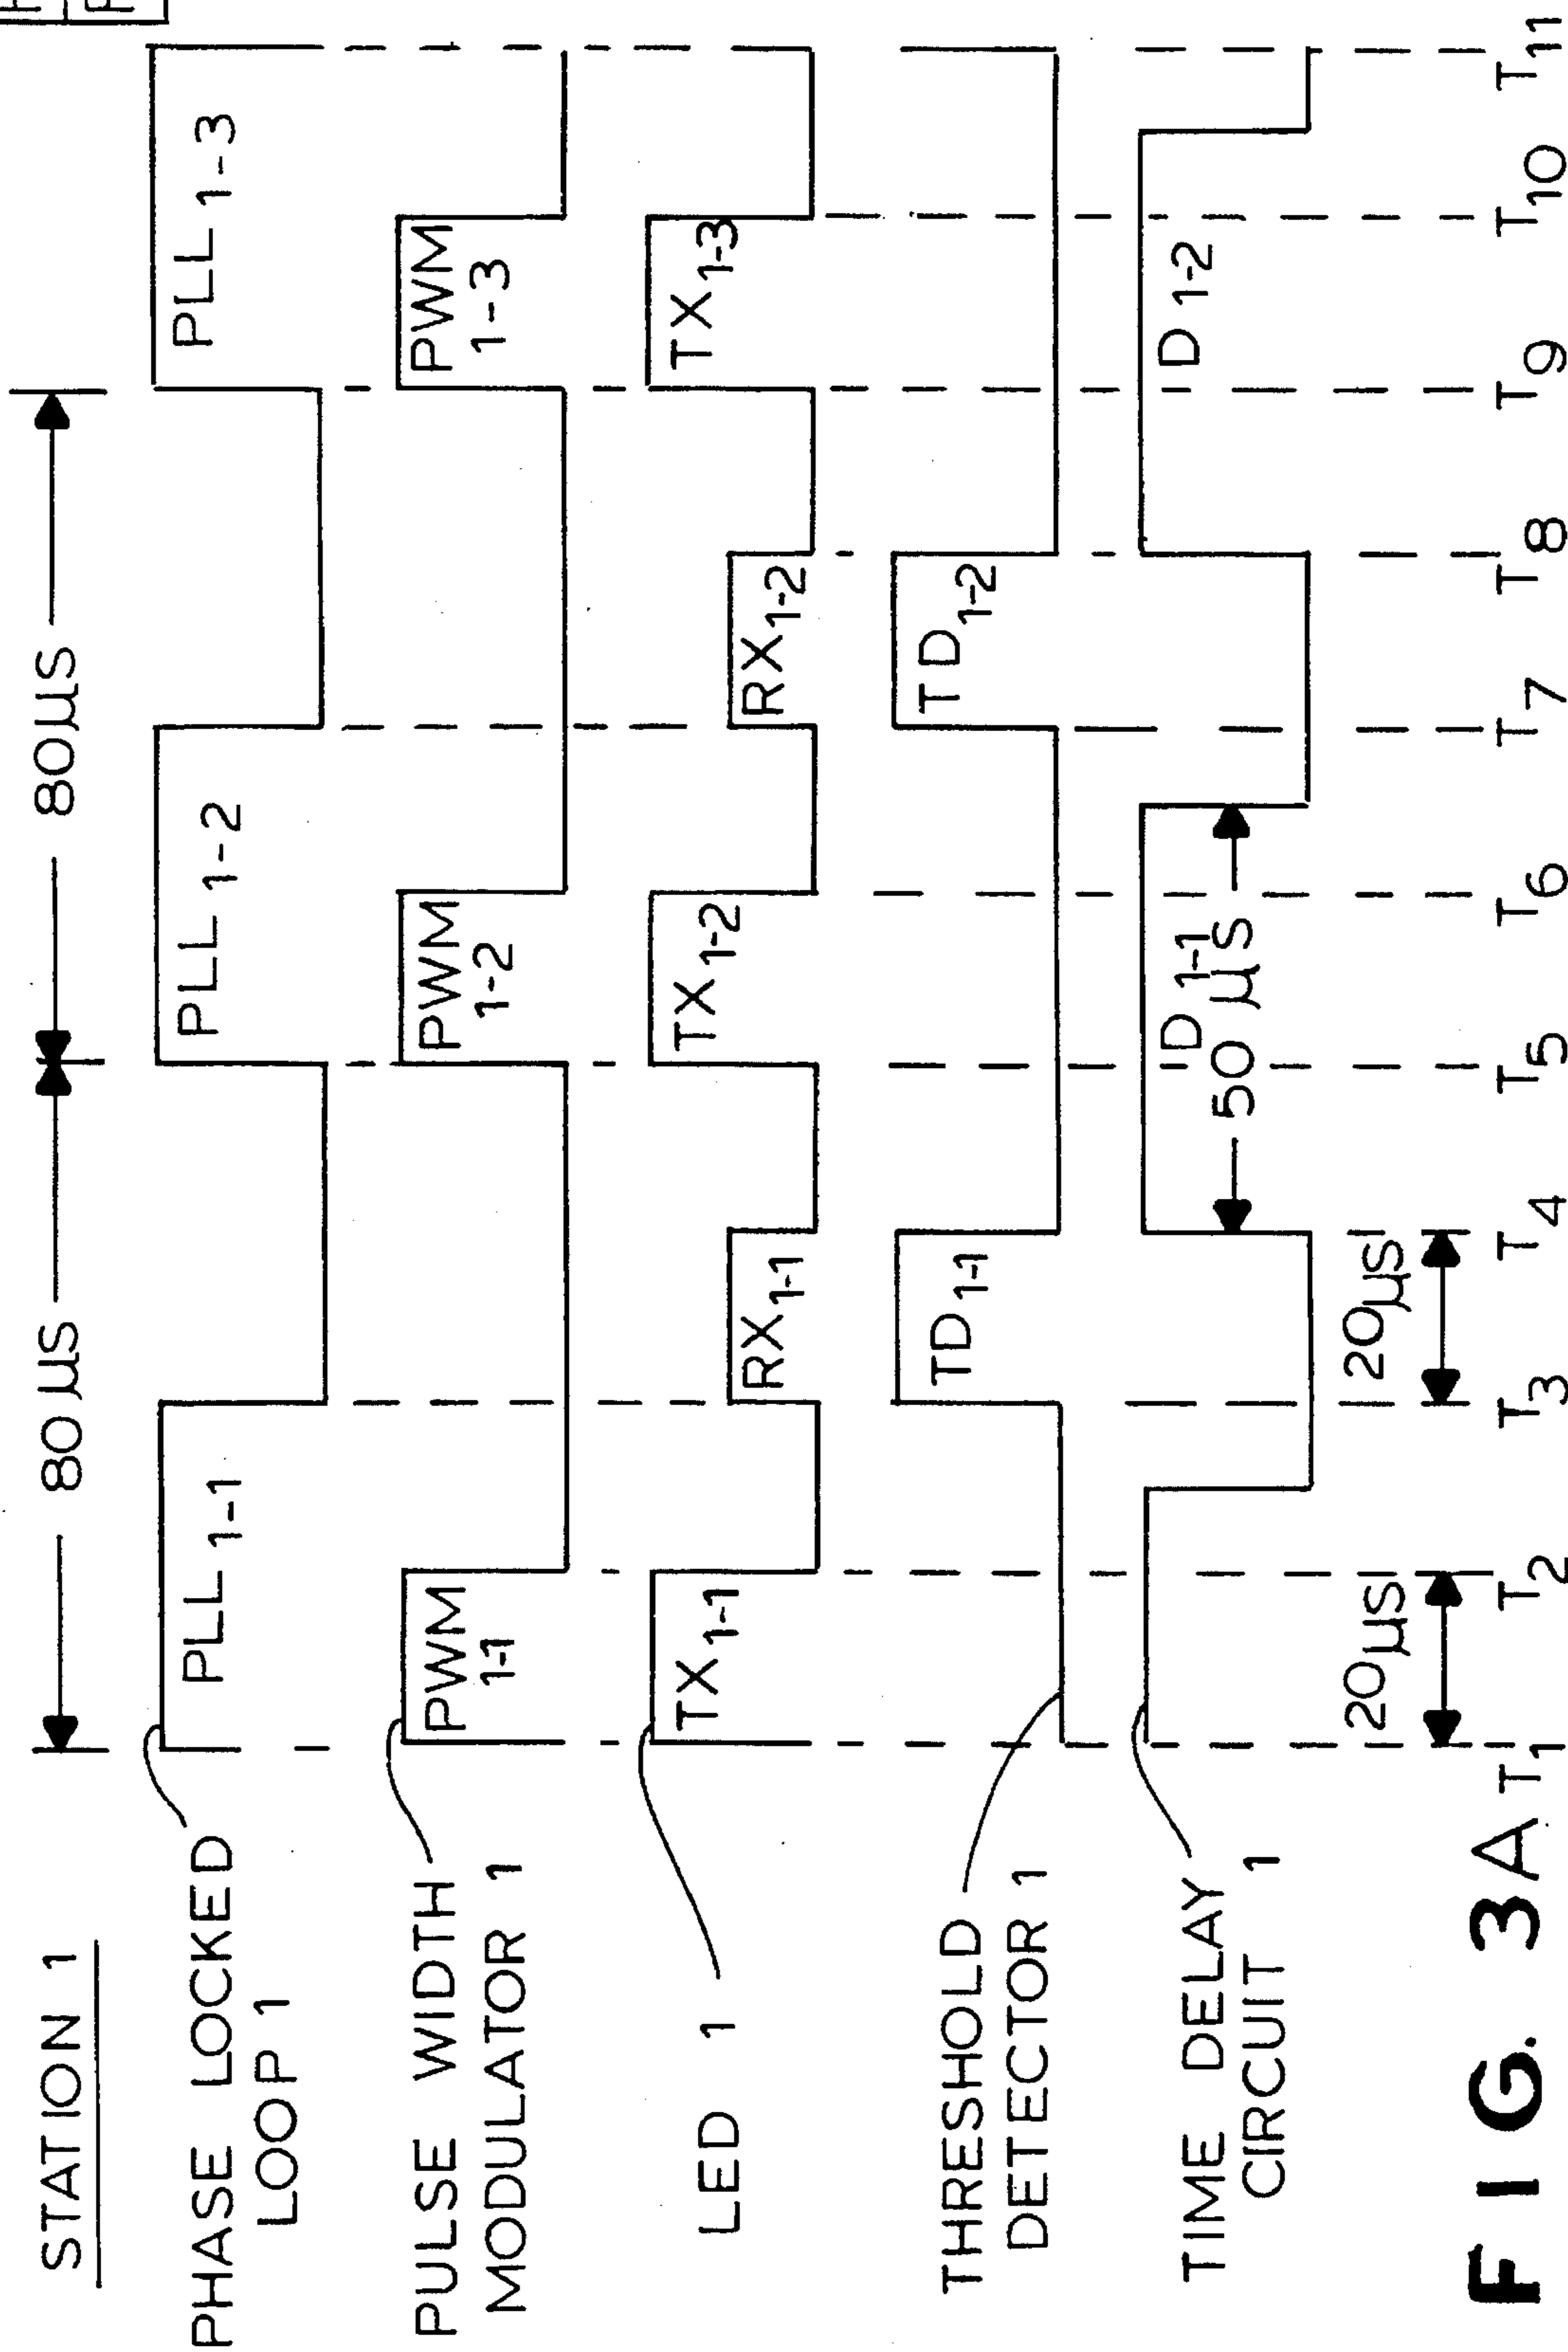 STATION 1
80 µS
80 µS
PHASE LOCKED
LOOP 1
PLL 1-1
PLL 1-2
PLL 1-3
PULSE WIDTH
MODULATOR 1
PWM
1-1
PWM
1-2
PWM
1-3
LED 1
TX 1-1
RX 1-1
TX 1-2
RX 1-2
TX 1-3
THRESHOLD
DETECTOR 1
TD 1-1
TD 1-2
TIME DELAY
CIRCUIT 1
D 1-1
50 µS
D 1-2
20µS
20µS
T1 T2 T3 T4 T5 T6 T7 T8 T9 T10 T11
FIG. 3A